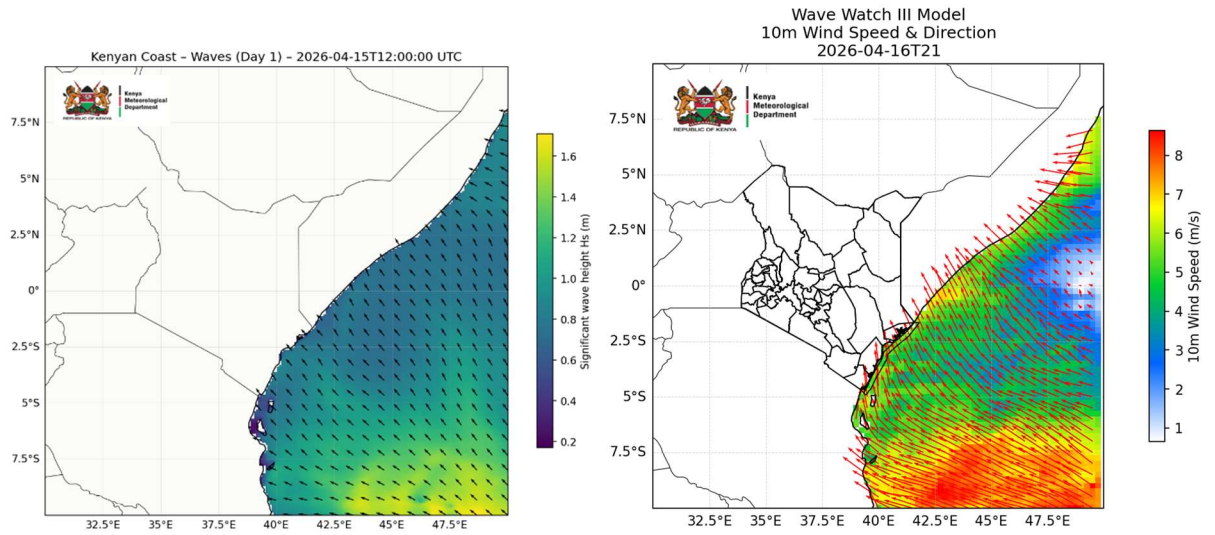 Kenyan Coast – Waves (Day 1) – 2026-04-15T12:00:00 UTC
Kenya
Meteorological
Department
REPUBLIC OF KENYA
7.5°N
5°N
2.5°N
0°
2.5°S
5°S
7.5°S
32.5°E 35°E 37.5°E 40°E 42.5°E 45°E 47.5°E
1.6
1.4
1.2
1.0
0.8
0.6
0.4
0.2
Significant wave height Hs (m)
Wave Watch III Model
10m Wind Speed & Direction
2026-04-16T21
Kenya
Meteorological
Department
REPUBLIC OF KENYA
7.5°N
5°N
2.5°N
0°
2.5°S
5°S
7.5°S
32.5°E 35°E 37.5°E 40°E 42.5°E 45°E 47.5°E
8
7
6
5
4
3
2
1
10m Wind Speed (m/s)